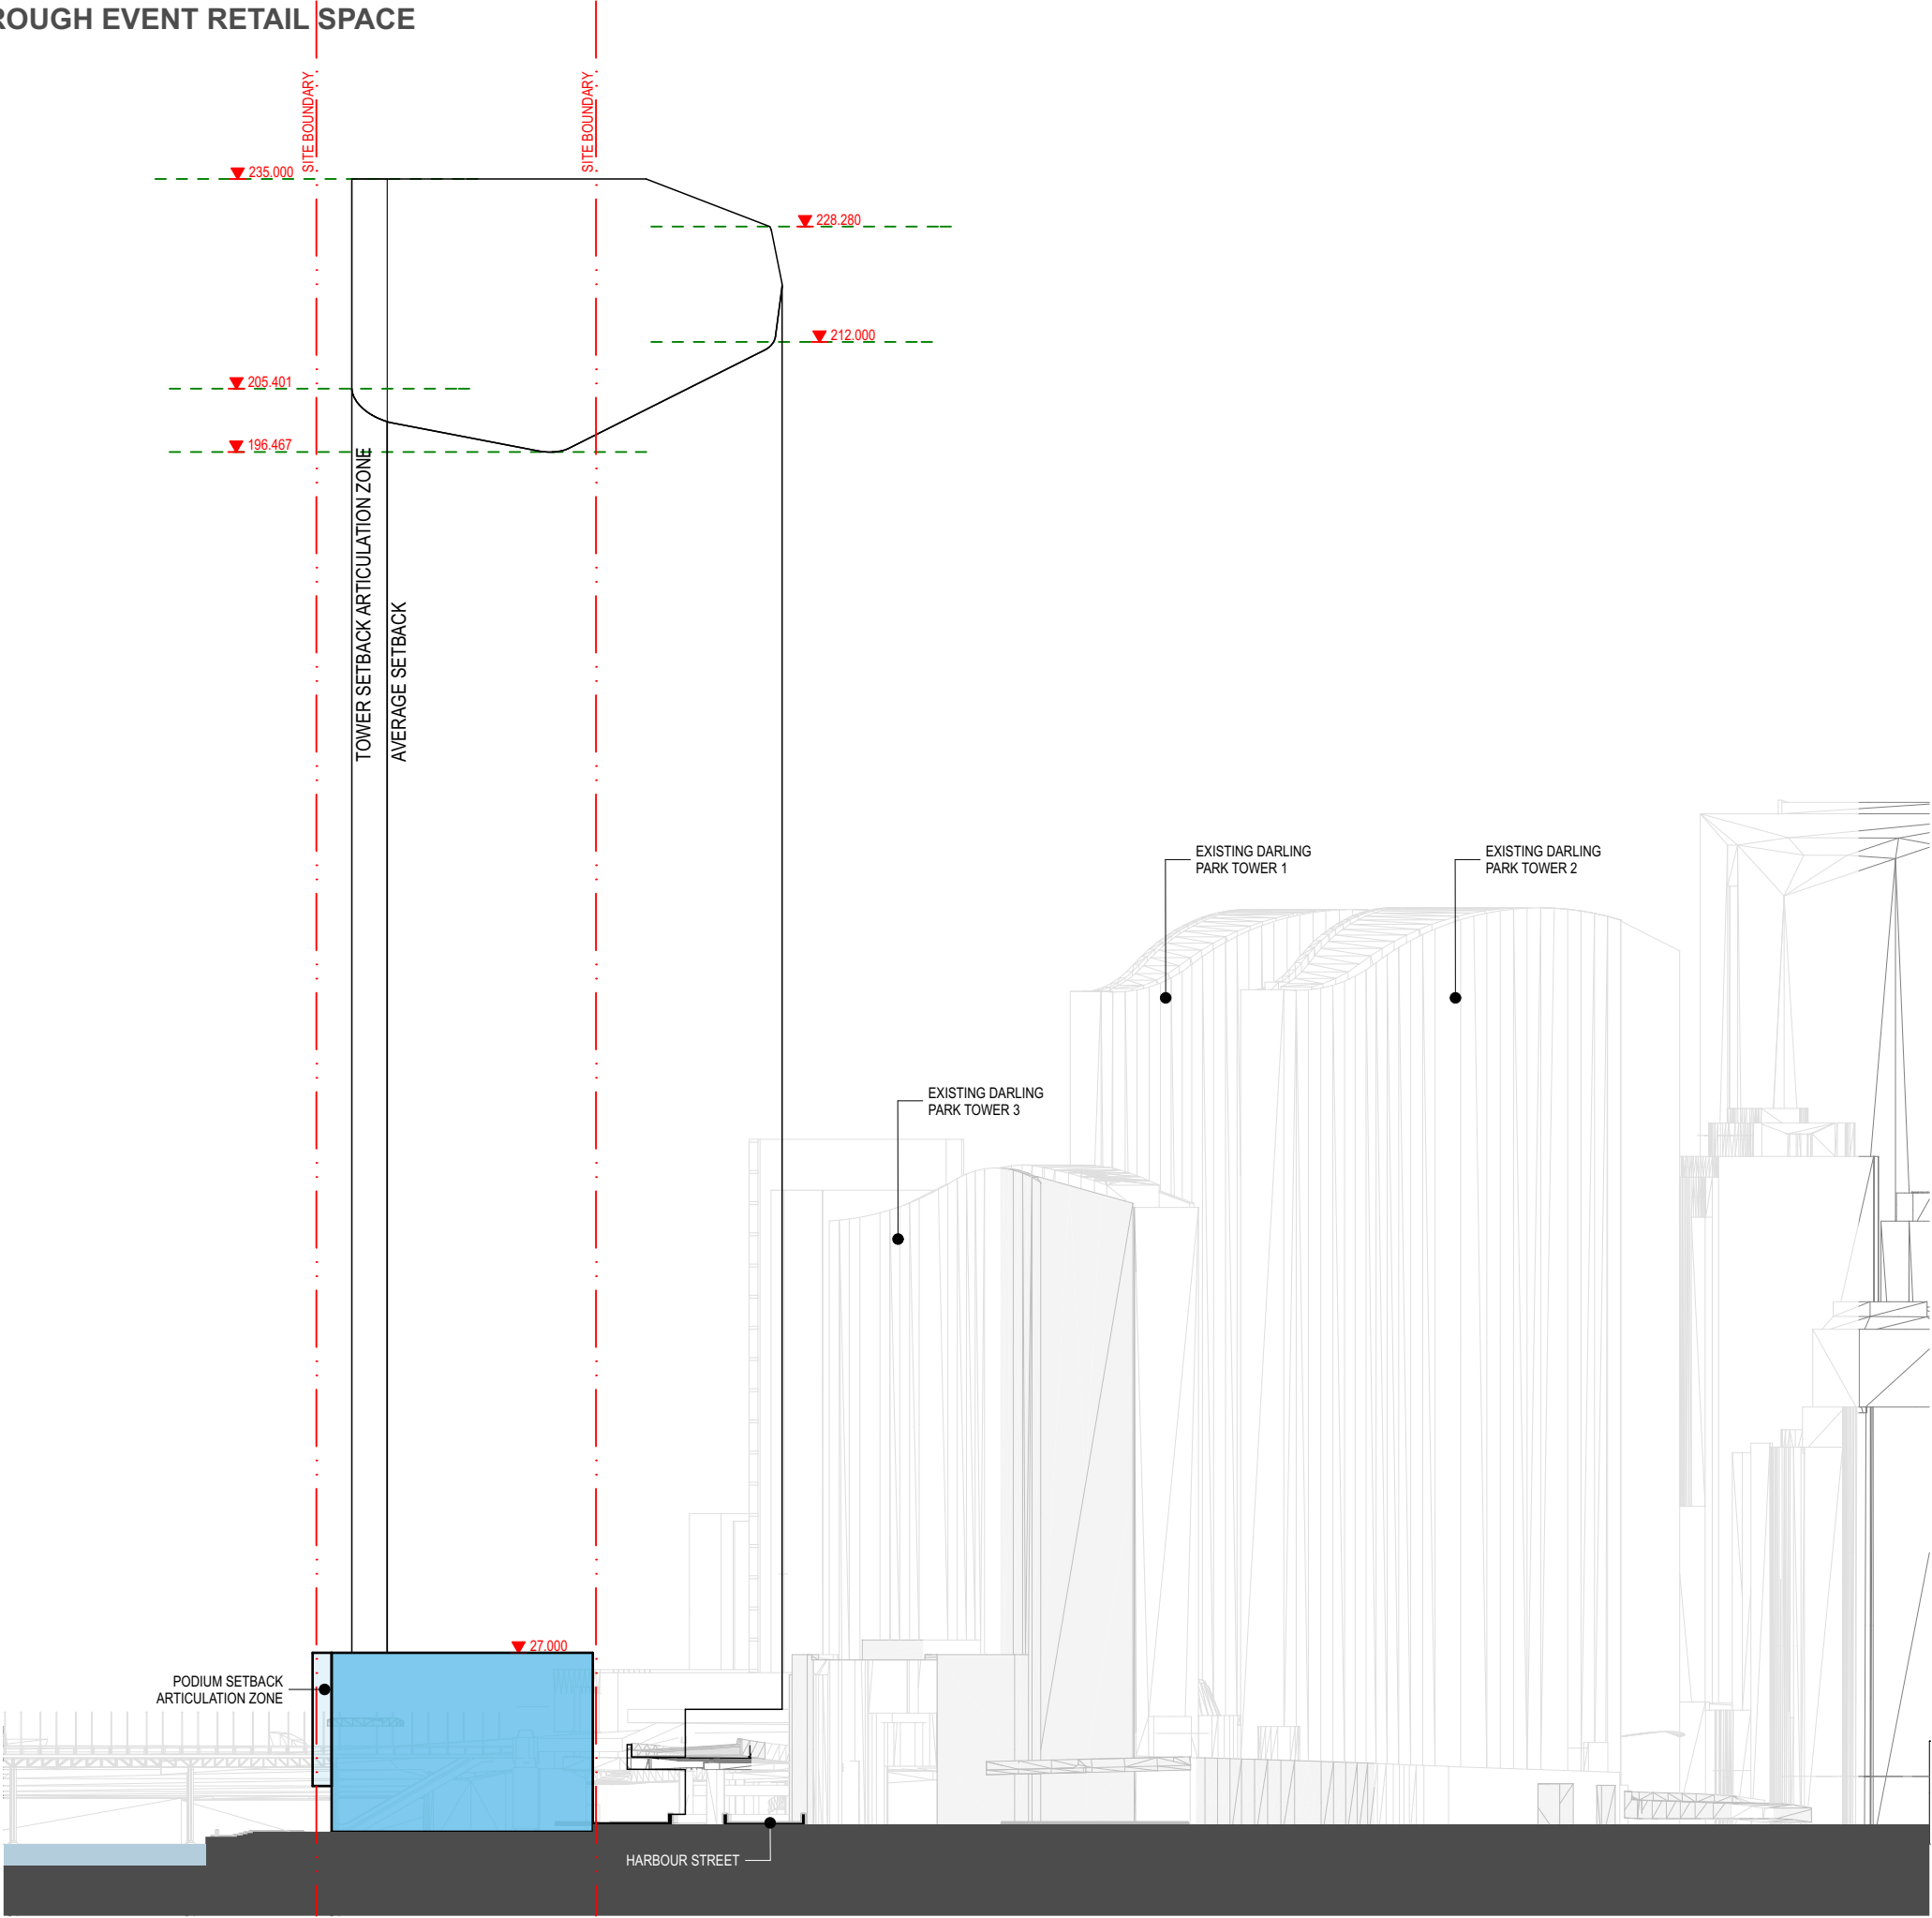 ROUGH EVENT RETAIL SPACE
SITE BOUNDARY
SITE BOUNDARY
235.000
228.280
212.000
205.401
196.467
TOWER SETBACK ARTICULATION ZONE
AVERAGE SETBACK
EXISTING DARLING
PARK TOWER 1
EXISTING DARLING
PARK TOWER 2
EXISTING DARLING
PARK TOWER 3
27.000
PODIUM SETBACK
ARTICULATION ZONE
HARBOUR STREET